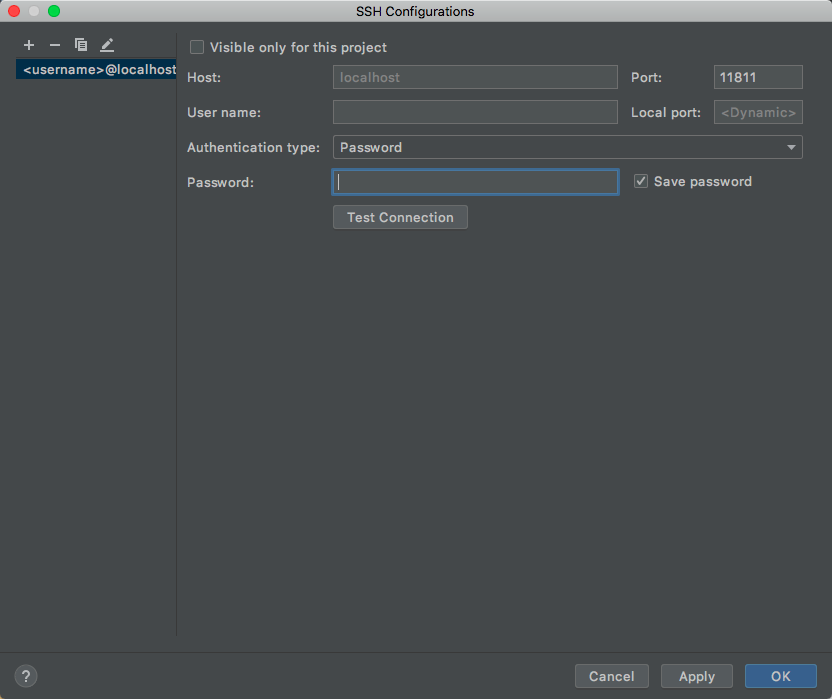 SSH Configurations
<username>@localhost
Visible only for this project
Host: localhost Port: 11811
User name: Local port: <Dynamic>
Authentication type: Password
Password: Save password
Test Connection
? Cancel Apply OK